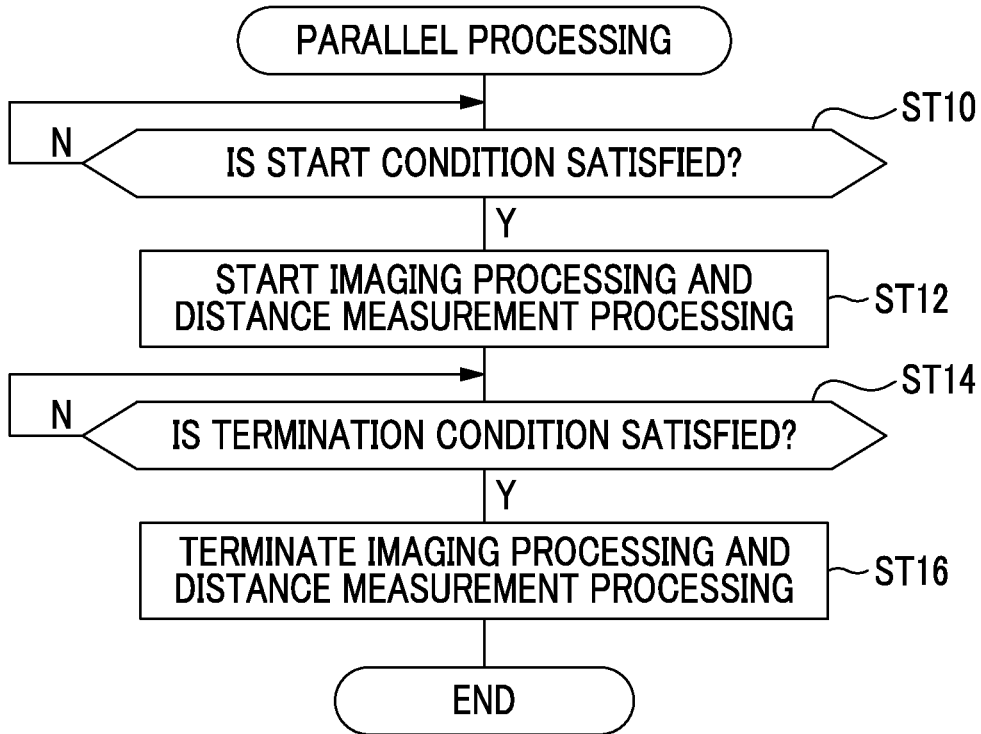 PARALLEL PROCESSING
ST10
N
IS START CONDITION SATISFIED?
Y
START IMAGING PROCESSING AND
DISTANCE MEASUREMENT PROCESSING
ST12
ST14
N
IS TERMINATION CONDITION SATISFIED?
Y
TERMINATE IMAGING PROCESSING AND
DISTANCE MEASUREMENT PROCESSING
ST16
END